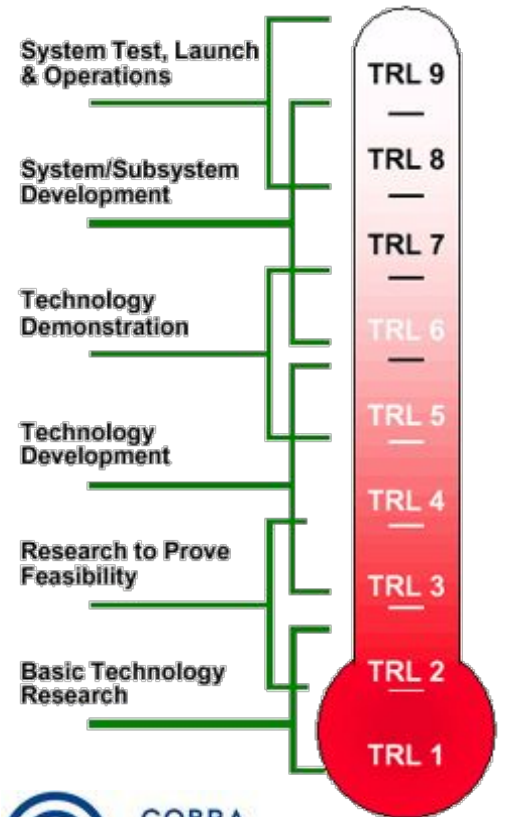 System Test, Launch
& Operations
System/Subsystem
Development
Technology
Demonstration
Technology
Development
Research to Prove
Feasibility
Basic Technology
Research
TRL 9
TRL 8
TRL 7
TRL 6
TRL 5
TRL 4
TRL 3
TRL 2
TRL 1